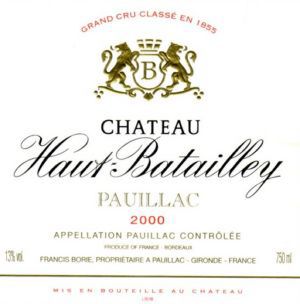 GRAND CRU CLASSÉ EN 1855
B
CHATEAU
Haut-Batailley
PAUILLAC
2000
APPELLATION PAUILLAC CONTRÔLÉE
PRODUCE OF FRANCE - BORDEAUX
13% vol.
FRANCIS BORIE, PROPRIÉTAIRE A PAUILLAC - GIRONDE - FRANCE
750 ml
MIS EN BOUTEILLE AU CHATEAU